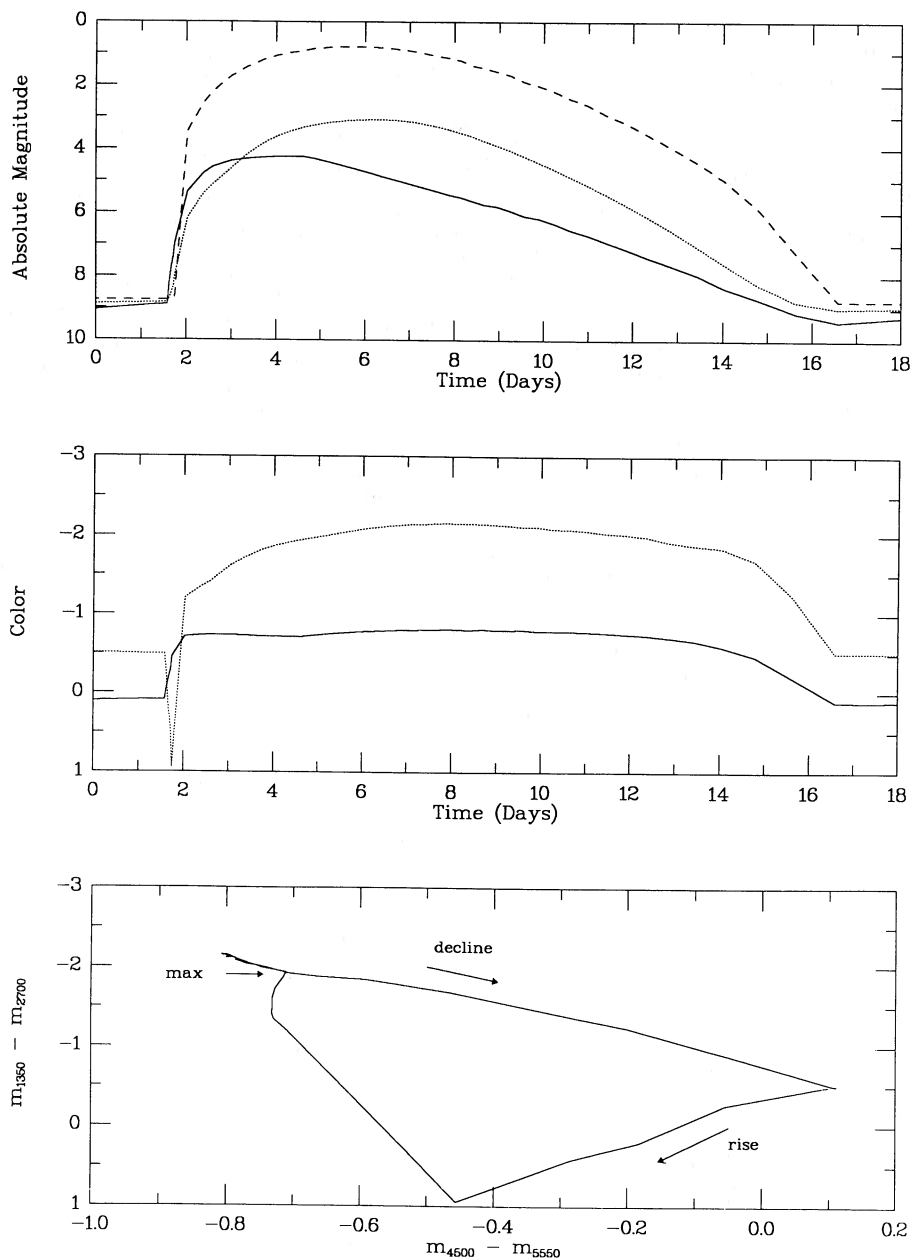 0
2
4
6
8
10
Absolute Magnitude
0 2 4 6 8 10 12 14 16 18
Time (Days)
-3
-2
-1
0
1
Color
0 2 4 6 8 10 12 14 16 18
Time (Days)
-3
-2
-1
0
1
m1350 - m2700
decline
max
rise
-1.0 -0.8 -0.6 -0.4 -0.2 0.0 0.2
m4500 - m5550